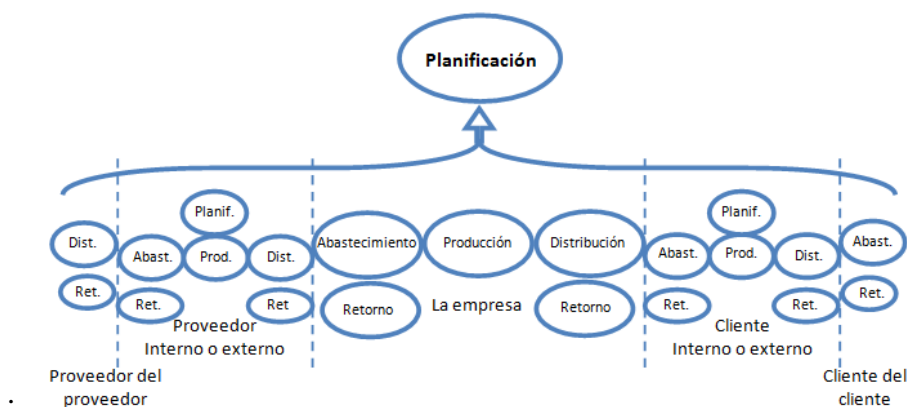 Planificación
Planif.
Planif.
Dist.
Abast.
Prod.
Dist.
Abastecimiento
Producción
Distribución
Abast.
Prod.
Dist.
Abast.
Ret.
Ret.
Ret
Retorno
La empresa
Retorno
Ret.
Ret.
Ret.
Proveedor
Interno o externo
Cliente
Interno o externo
Proveedor del
proveedor
Cliente del
cliente